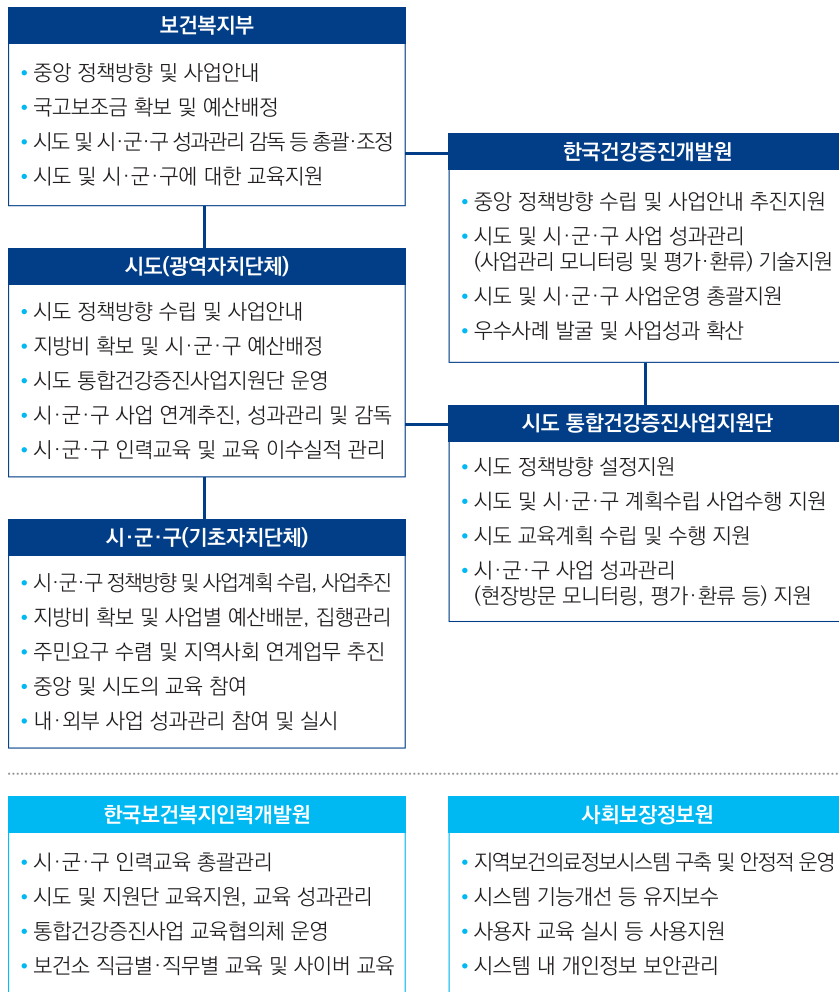 보건복지부
• 중앙 정책방향 및 사업안내
• 국고보조금 확보 및 예산배정
• 시도 및 시·군·구 성과관리 감독 등 총괄·조정
• 시도 및 시·군·구에 대한 교육지원
한국건강증진개발원
• 중앙 정책방향 수립 및 사업안내 추진지원
• 시도 및 시·군·구 사업 성과관리
(사업관리 모니터링 및 평가·환류) 기술지원
• 시도 및 시·군·구 사업운영 총괄지원
• 우수사례 발굴 및 사업성과 확산
시도(광역자치단체)
• 시도 정책방향 수립 및 사업안내
• 지방비 확보 및 시·군·구 예산배정
• 시도 통합건강증진사업지원단 운영
• 시·군·구 사업 연계추진, 성과관리 및 감독
• 시·군·구 인력교육 및 교육 이수실적 관리
시도 통합건강증진사업지원단
• 시도 정책방향 설정지원
• 시도 및 시·군·구 계획수립 사업수행 지원
• 시도 교육계획 수립 및 수행 지원
• 시·군·구 사업 성과관리
(현장방문 모니터링, 평가·환류 등) 지원
시·군·구(기초자치단체)
• 시·군·구 정책방향 및 사업계획 수립, 사업추진
• 지방비 확보 및 사업별 예산배분, 집행관리
• 주민요구 수렴 및 지역사회 연계업무 추진
• 중앙 및 시도의 교육 참여
• 내·외부 사업 성과관리 참여 및 실시
한국보건복지인력개발원
• 시·군·구 인력교육 총괄관리
• 시도 및 지원단 교육지원, 교육 성과관리
• 통합건강증진사업 교육협의체 운영
• 보건소 직급별·직무별 교육 및 사이버 교육
사회보장정보원
• 지역보건의료정보시스템 구축 및 안정적 운영
• 시스템 기능개선 등 유지보수
• 사용자 교육 실시 등 사용지원
• 시스템 내 개인정보 보안관리